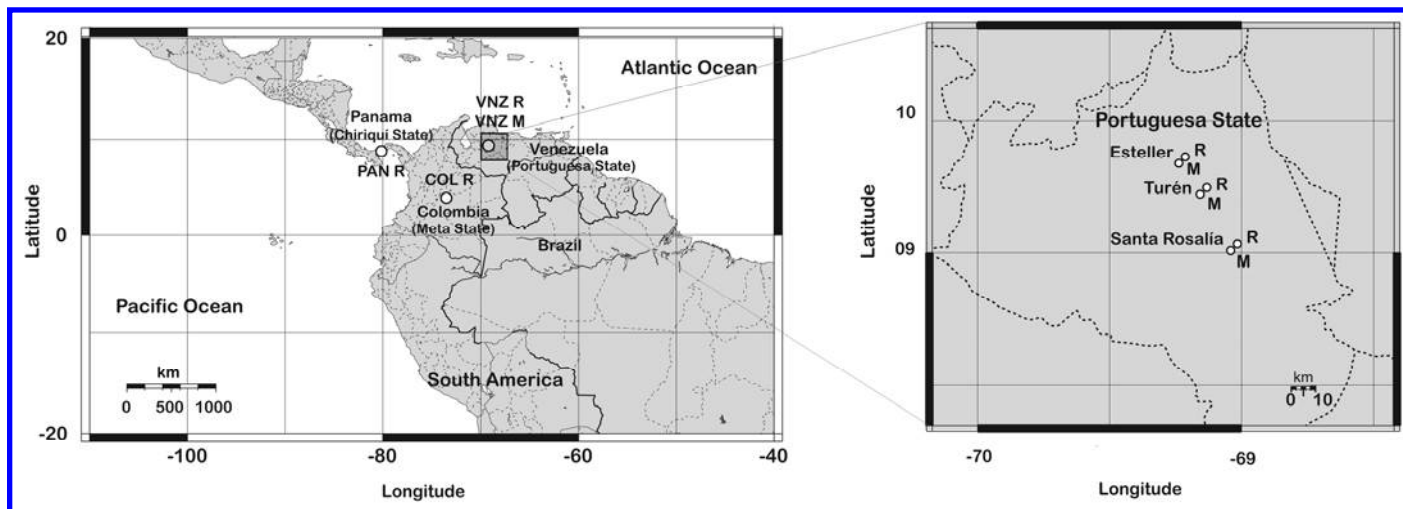 20
0
-20
Latitude
-100
-80
-60
-40
Longitude
Atlantic Ocean
VNZ R
VNZ M
Panama
(Chiriquí State)
PAN R
Venezuela
(Portuguesa State)
COL R
Colombia
(Meta State)
Brazil
Pacific Ocean
South America
km
0 500 1000
10
09
Latitude
Portuguesa State
Esteller R
M
Turén R
M
Santa Rosalía R
M
km
0 10
-70
-69
Longitude